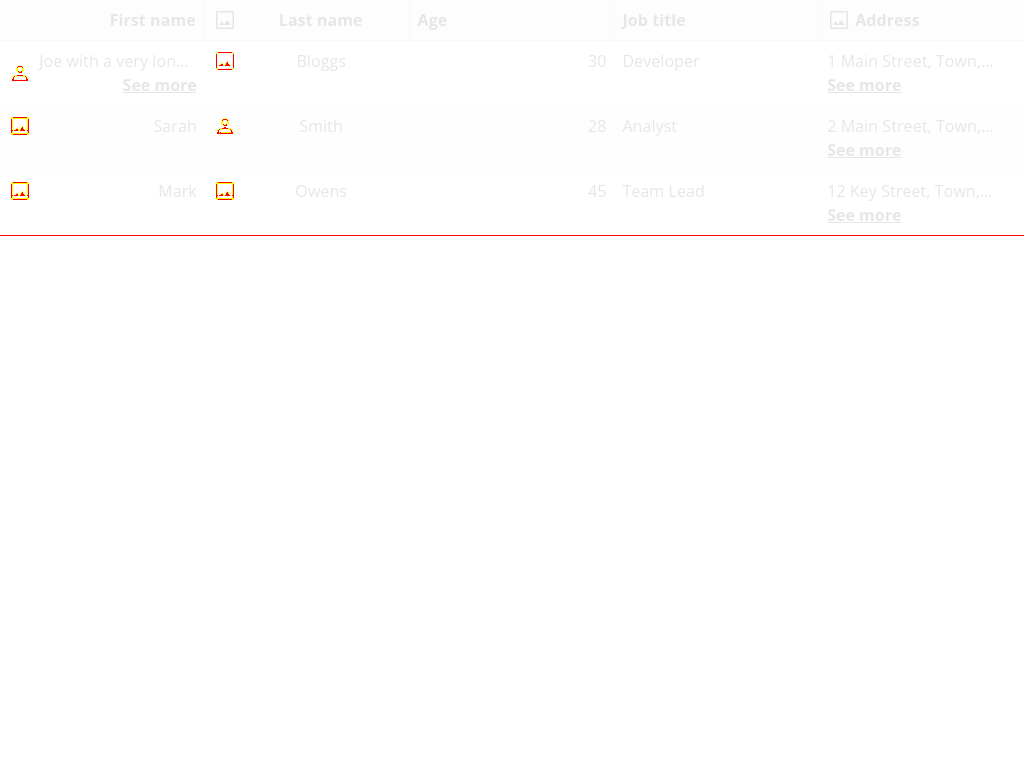 First name Last name Age Job title Address
Joe with a very lon... Bloggs 30 Developer 1 Main Street, Town,...
See more See more
Sarah Smith 28 Analyst 2 Main Street, Town,...
See more
Mark Owens 45 Team Lead 12 Key Street, Town,...
See more